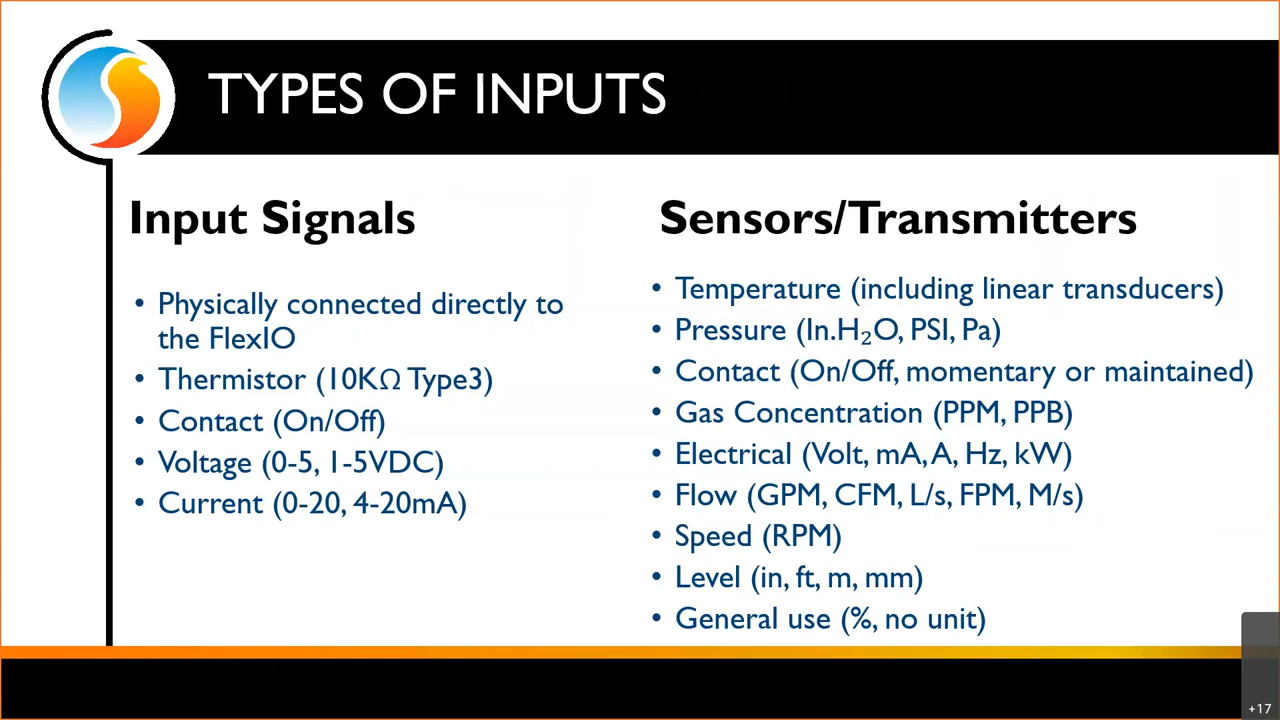 TYPES OF INPUTS
Input Signals
• Physically connected directly to
the FlexIO
• Thermistor (10KΩ Type3)
• Contact (On/Off)
• Voltage (0-5, 1-5VDC)
• Current (0-20, 4-20mA)
Sensors/Transmitters
• Temperature (including linear transducers)
• Pressure (In.H₂O, PSI, Pa)
• Contact (On/Off, momentary or maintained)
• Gas Concentration (PPM, PPB)
• Electrical (Volt, mA, A, Hz, kW)
• Flow (GPM, CFM, L/s, FPM, M/s)
• Speed (RPM)
• Level (in, ft, m, mm)
• General use (%, no unit)
+17